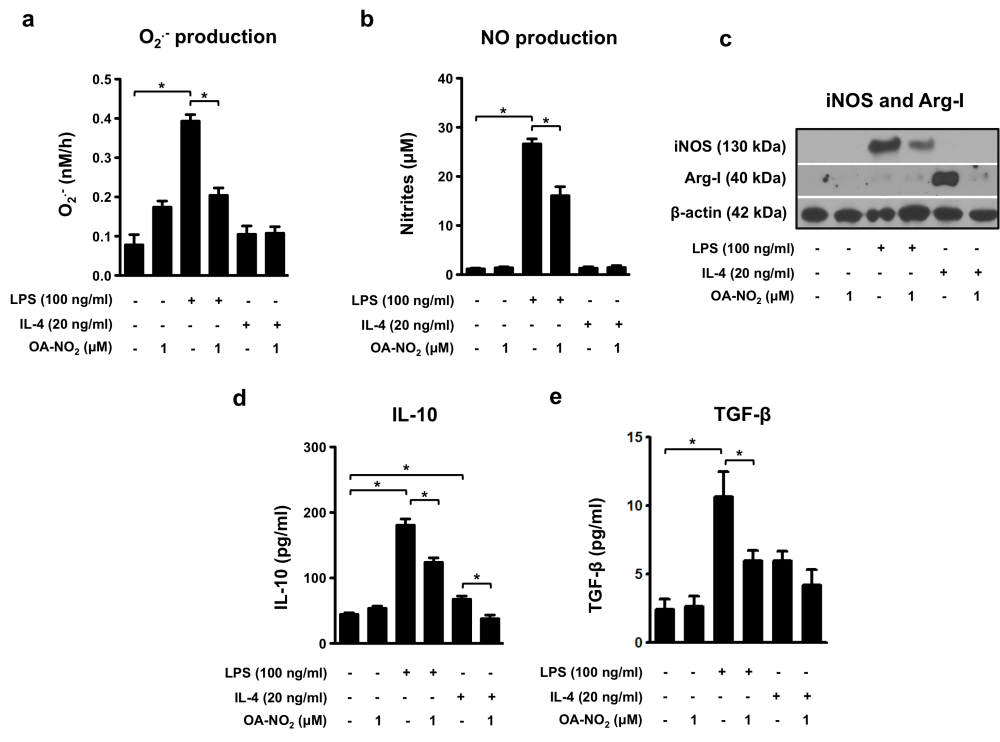 a
O₂·- production
0.5
0.4
0.3
0.2
0.1
0.0
O₂·- (nM/h)
* *
LPS (100 ng/ml) - - + + - -
IL-4 (20 ng/ml) - - - - + +
OA-NO₂ (µM) - 1 - 1 - 1
b
NO production
40
30
20
10
0
Nitrites (µM)
* *
LPS (100 ng/ml) - - + + - -
IL-4 (20 ng/ml) - - - - + +
OA-NO₂ (µM) - 1 - 1 - 1
c
iNOS and Arg-I
iNOS (130 kDa)
Arg-I (40 kDa)
β-actin (42 kDa)
LPS (100 ng/ml) - - + + - -
IL-4 (20 ng/ml) - - - - + +
OA-NO₂ (µM) - 1 - 1 - 1
d
IL-10
300
200
100
0
IL-10 (pg/ml)
*
* *
*
LPS (100 ng/ml) - - + + - -
IL-4 (20 ng/ml) - - - - + +
OA-NO₂ (µM) - 1 - 1 - 1
e
TGF-β
15
10
5
0
TGF-β (pg/ml)
* *
LPS (100 ng/ml) - - + + - -
IL-4 (20 ng/ml) - - - - + +
OA-NO₂ (µM) - 1 - 1 - 1